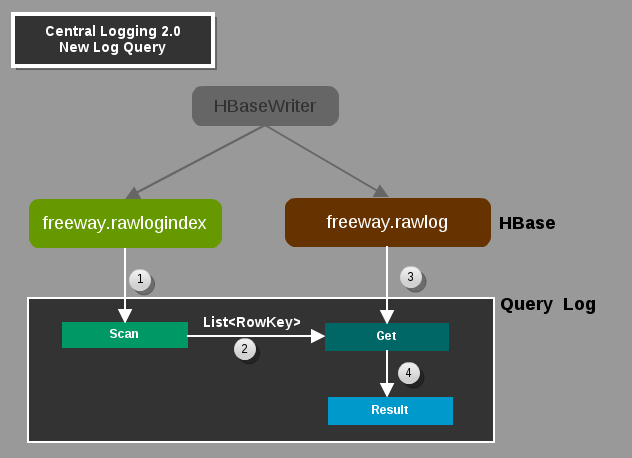 Central Logging 2.0
New Log Query
HBaseWriter
freeway.rawlogindex
freeway.rawlog
HBase
1
3
Query Log
Scan
List<RowKey>
2
Get
4
Result